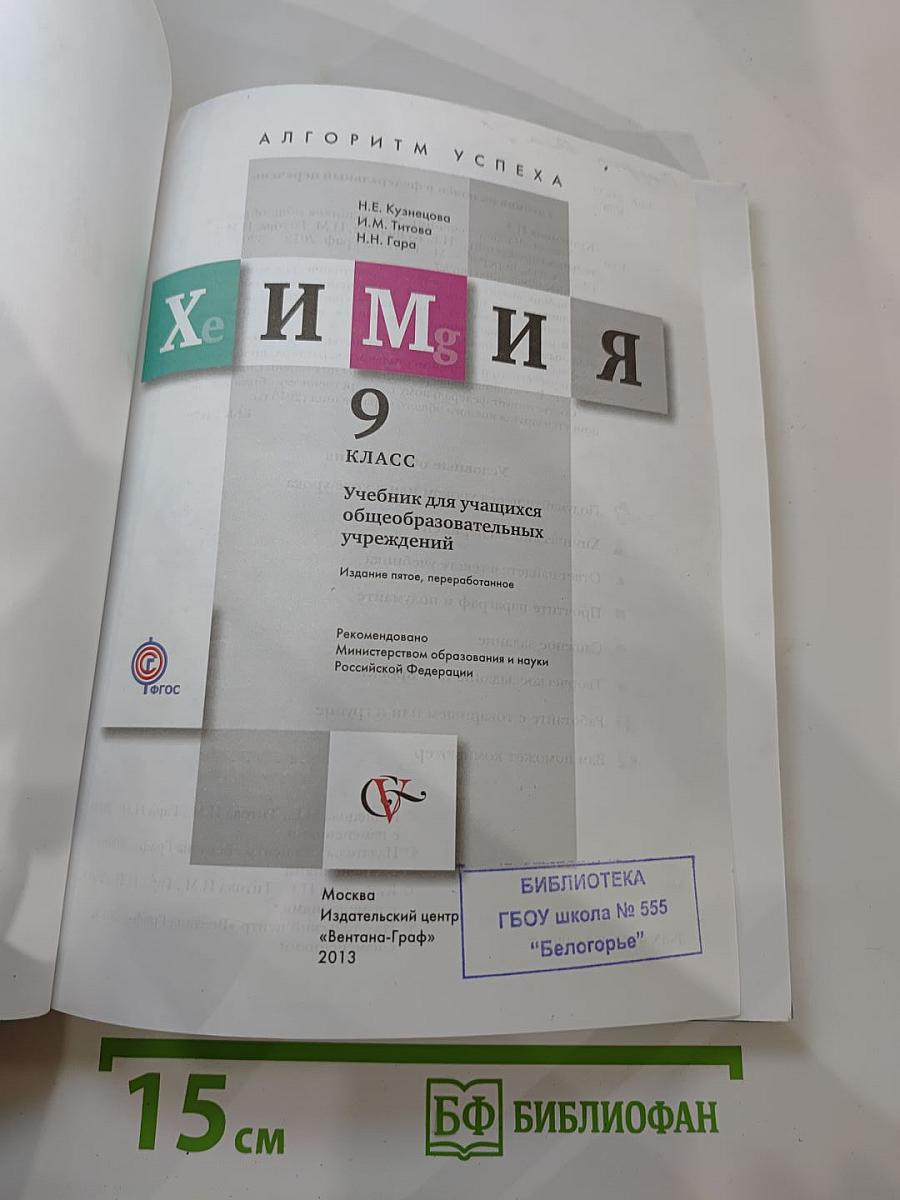 АЛГОРИТМ УСПЕХА
Н.Е. Кузнецова
И.М. Титова
Н.Н. Гара
Xe И Mg И Я
9
КЛАСС
Учебник для учащихся
общеобразовательных
учреждений
Издание пятое, переработанное
Рекомендовано
Министерством образования и науки
Российской Федерации
ФГОС
Москва
Издательский центр
«Вентана-Граф»
2013
БИБЛИОТЕКА
ГБОУ школа № 555
"Белогорье"
15 см
БФ БИБЛИОФАН